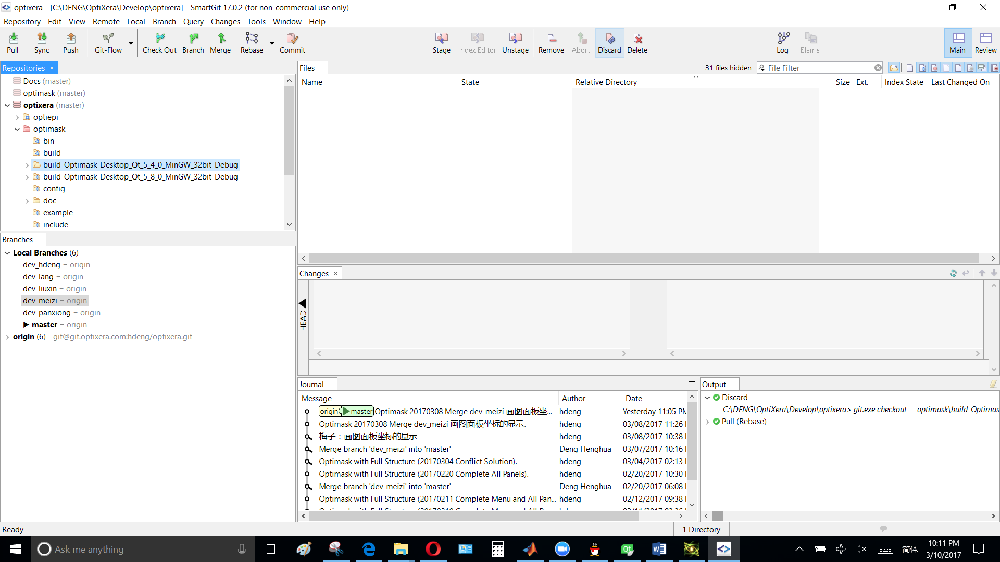 optixera - [C:\DENG\OptiXera\Develop\optixera] - SmartGit 17.0.2 (for non-commercial use only)
Repository Edit View Remote Local Branch Query Changes Tools Window Help
Pull Sync Push Git-Flow Check Out Branch Merge Rebase Commit Stage Index Editor Unstage Remove Abort Discard Delete Log Blame Main Review
Repositories
Docs (master)
optimask (master)
optixera (master)
optiepi
optimask
bin
build
build-Optimask-Desktop_Qt_5_4_0_MinGW_32bit-Debug
build-Optimask-Desktop_Qt_5_8_0_MinGW_32bit-Debug
config
doc
example
include
Files 31 files hidden File Filter
Name State Relative Directory Size Ext. Index State Last Changed On
Branches
Local Branches (6)
dev_hdeng = origin
dev_lang = origin
dev_liuxin = origin
dev_meizi = origin
dev_panxiong = origin
master = origin
origin (6) - git@git.optixera.com:hdeng/optixera.git
Changes
HEAD
Journal
Message Author Date
origin master Optimask 20170308 Merge dev_meizi 画图面板坐... hdeng Yesterday 11:05 PM
Optimask 20170308 Merge dev_meizi 画图面板坐标的显示. hdeng 03/08/2017 11:26
梅子：画图面板坐标的显示 hdeng 03/08/2017 10:38
Merge branch 'dev_meizi' into 'master' Deng Henghua 03/07/2017 10:16
Optimask with Full Structure (20170304 Conflict Solution). hdeng 03/04/2017 02:13
Optimask with Full Structure (20170220 Complete All Panels). hdeng 02/20/2017 10:30
Merge branch 'dev_meizi' into 'master' Deng Henghua 02/20/2017 06:08
Optimask with Full Structure (20170211 Complete Menu and All Pan... hdeng 02/12/2017 09:38
Output
Discard
C:\DENG\OptiXera\Develop\optixera> git.exe checkout -- optimask\build-Optimas
Pull (Rebase)
Ready 1 Directory
Ask me anything
Qt
简体
10:11 PM
3/10/2017